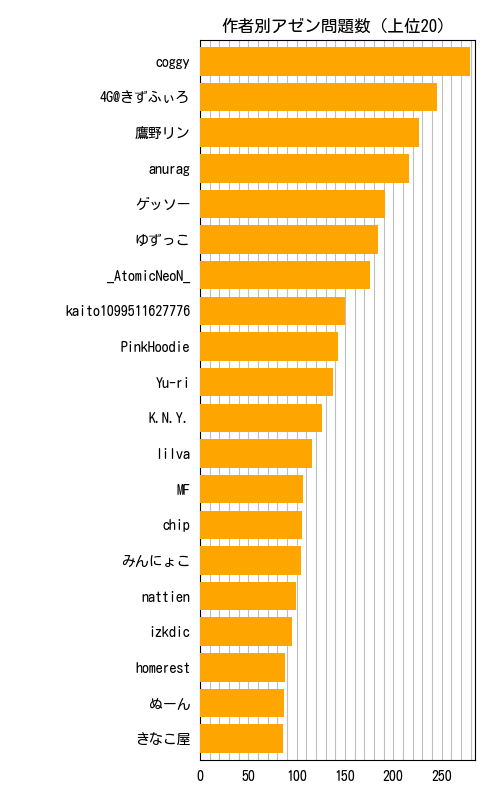 作者別アゼン問題数（上位20）
coggy
4G@きずふぃろ
鷹野リン
anurag
ゲッソー
ゆずっこ
_AtomicNeoN_
kaito1099511627776
PinkHoodie
Yu-ri
K.N.Y.
lilva
MF
chip
みんにょこ
nattien
izkdic
homerest
ぬーん
きなこ屋
0 50 100 150 200 250